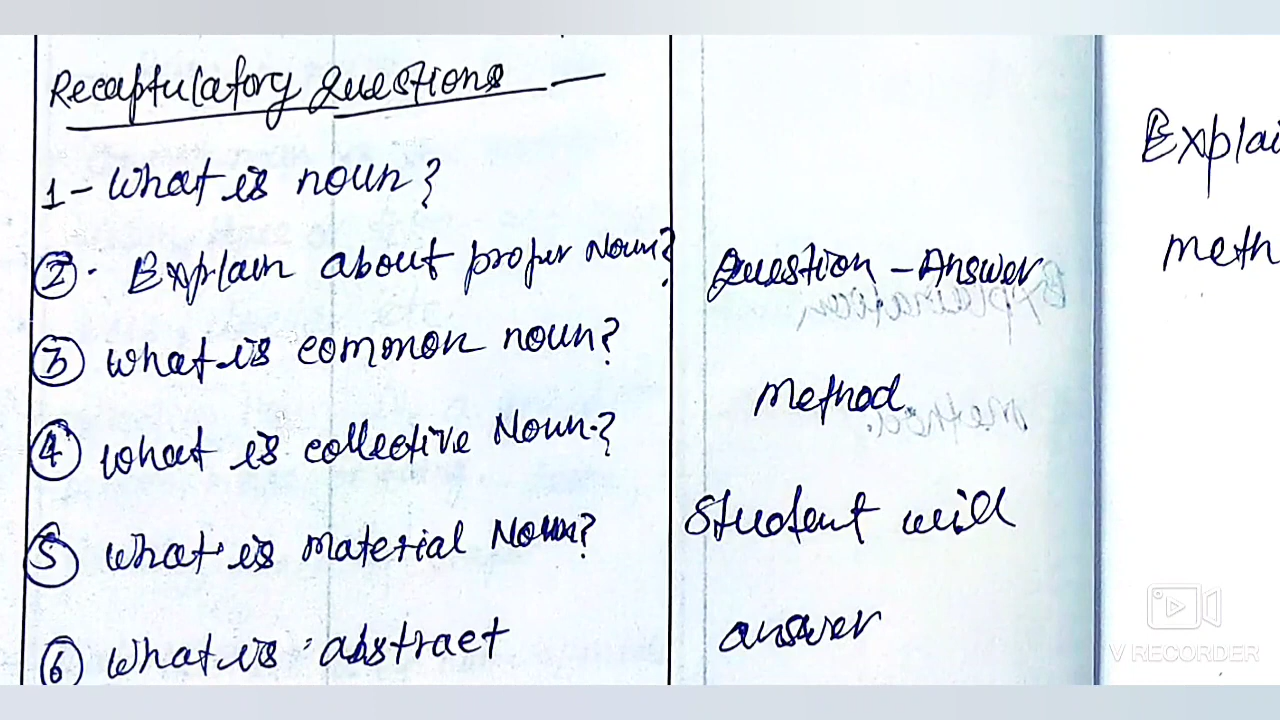 Recaptulatory Questions —
1- What is noun?
② · Explain about proper Noun?
③ What is common noun?
④ What is collective Noun?
⑤ What is material Noun?
⑥ What is abstract
Question - Answer
Method
Student will
answer
Explai
meth
V RECORDER